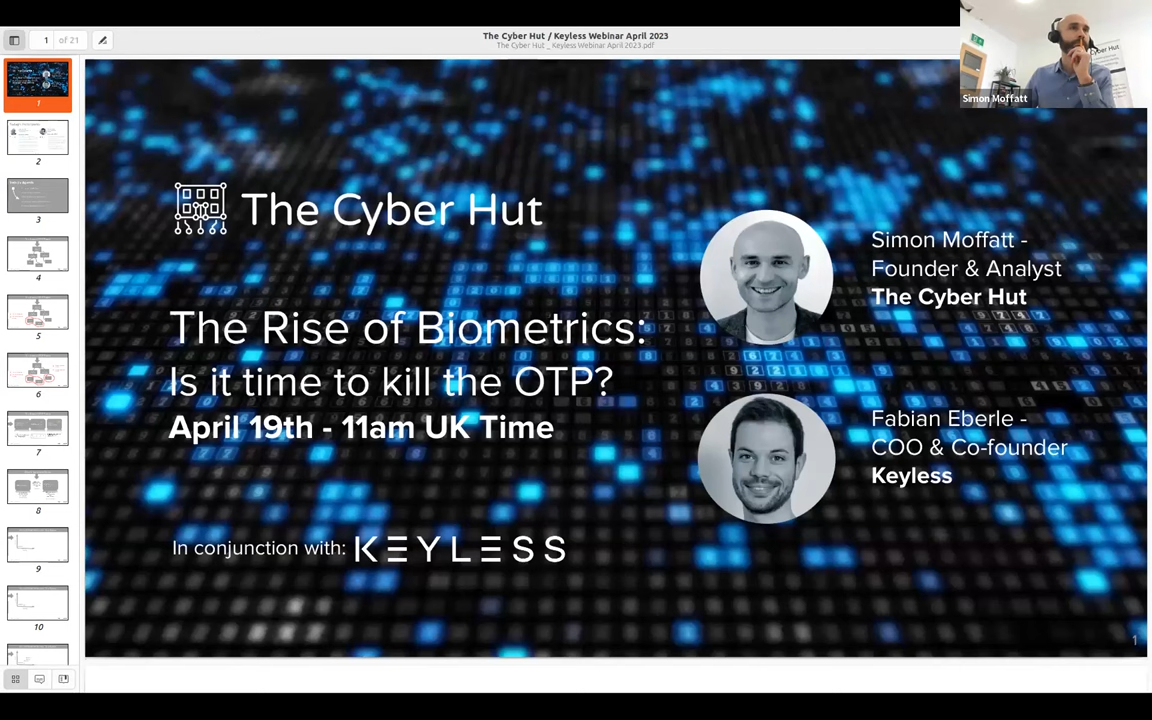 1 of 21
The Cyber Hut / Keyless Webinar April 2023
The Cyber Hut _ Keyless Webinar April 2023.pdf
Cyber Hut
Simon Moffatt
1
2
3
4
5
6
7
8
9
10
The Cyber Hut
The Rise of Biometrics:
Is it time to kill the OTP?
April 19th - 11am UK Time
In conjunction with: KEYLESS
Simon Moffatt -
Founder & Analyst
The Cyber Hut
Fabian Eberle -
COO & Co-founder
Keyless
1